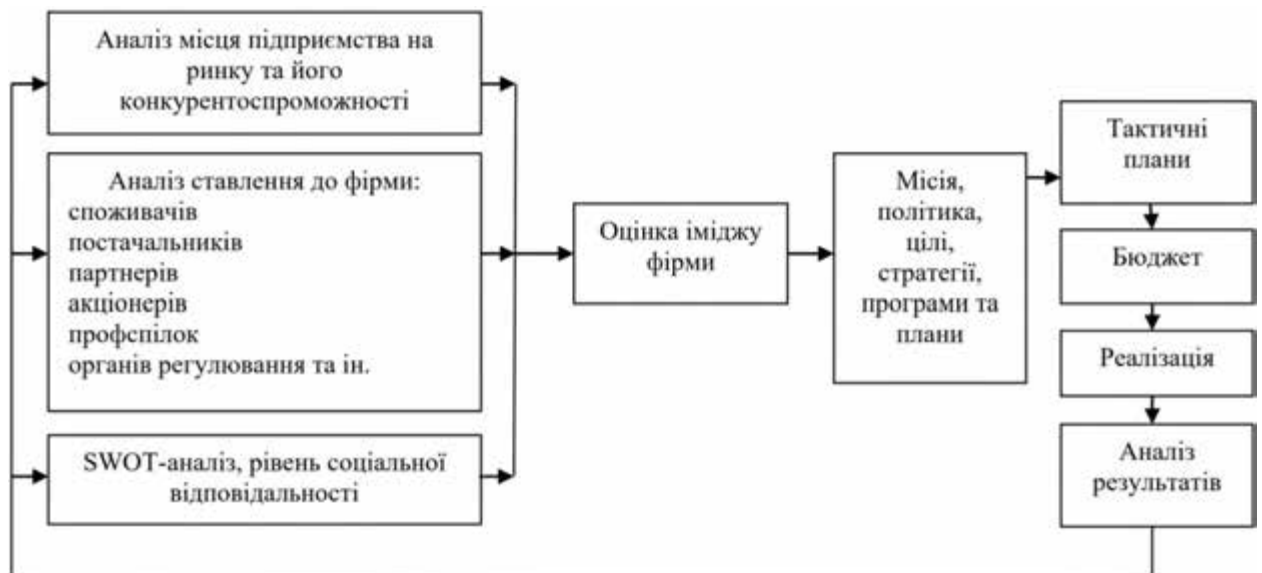 Аналіз місця підприємства на
ринку та його
конкурентоспроможності
Аналіз ставлення до фірми:
споживачів
постачальників
партнерів
акціонерів
профспілок
органів регулювання та ін.
SWOT-аналіз, рівень соціальної
відповідальності
Оцінка іміджу
фірми
Місія,
політика,
цілі,
стратегії,
програми та
плани
Тактичні
плани
Бюджет
Реалізація
Аналіз
результатів